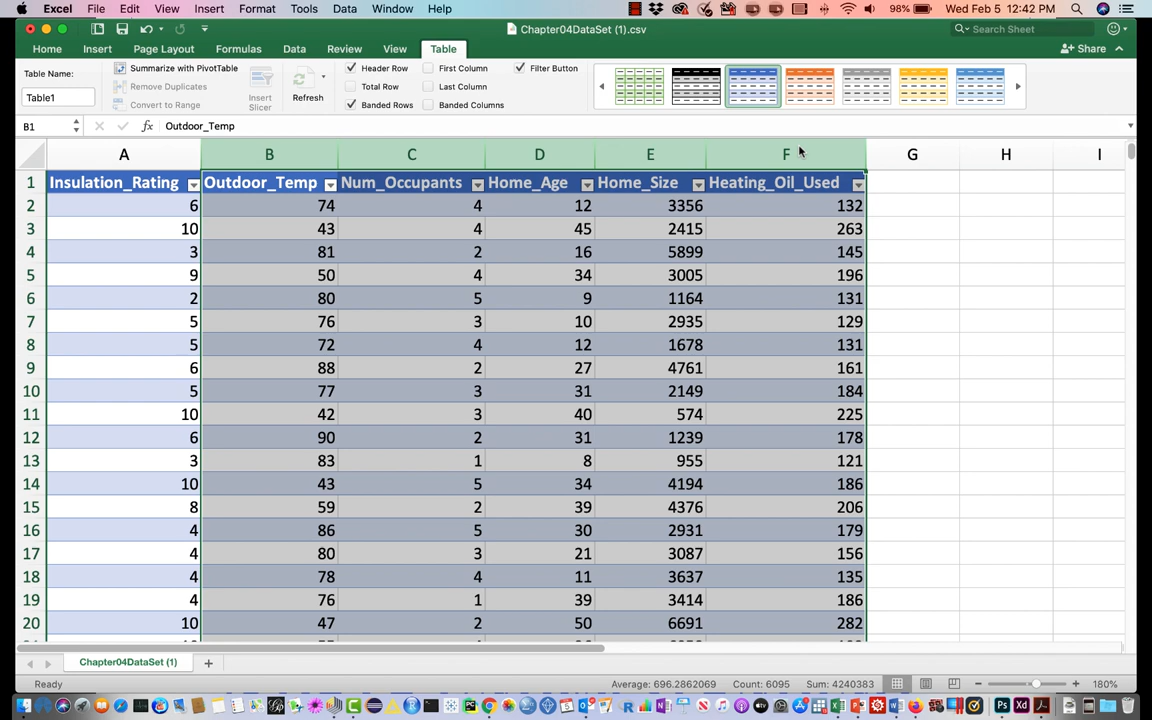 Excel File Edit View Insert Format Tools Data Window Help 98% Wed Feb 5 12:42 PM
Chapter04DataSet (1).csv Search Sheet
Home Insert Page Layout Formulas Data Review View Table Share
Table Name: Summarize with PivotTable Header Row First Column Filter Button
Remove Duplicates Insert Slicer Refresh Total Row Last Column
Table1 Convert to Range Banded Rows Banded Columns
B1 fx Outdoor_Temp
A B C D E F G H I
1 Insulation_Rating Outdoor_Temp Num_Occupants Home_Age Home_Size Heating_Oil_Used
2 6 74 4 12 3356 132
3 10 43 4 45 2415 263
4 3 81 2 16 5899 145
5 9 50 4 34 3005 196
6 2 80 5 9 1164 131
7 5 76 3 10 2935 129
8 5 72 4 12 1678 131
9 6 88 2 27 4761 161
10 5 77 3 31 2149 184
11 10 42 3 40 574 225
12 6 90 2 31 1239 178
13 3 83 1 8 955 121
14 10 43 5 34 4194 186
15 8 59 2 39 4376 206
16 4 86 5 30 2931 179
17 4 80 3 21 3087 156
18 4 78 4 11 3637 135
19 4 76 1 39 3414 186
20 10 47 2 50 6691 282
Chapter04DataSet (1)
Ready Average: 696.2862069 Count: 6095 Sum: 4240383 180%